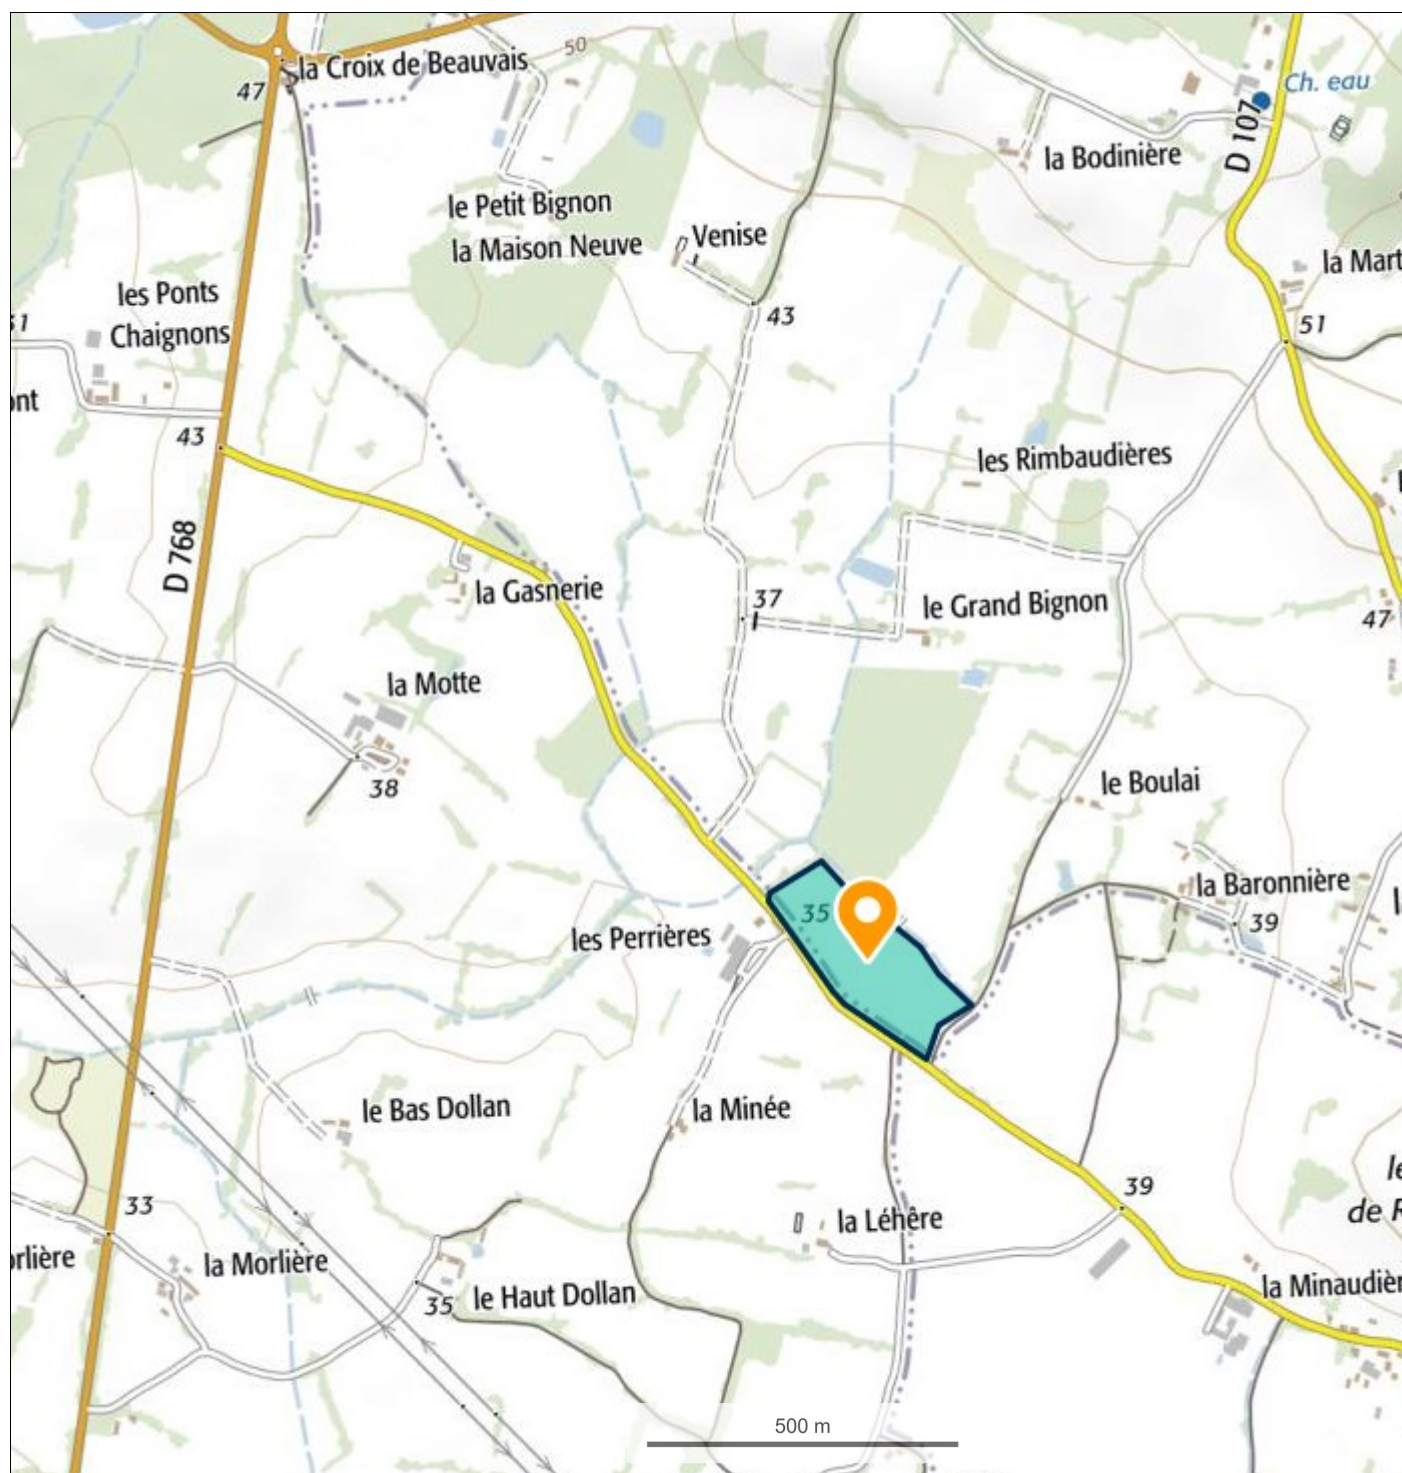 50
la Croix de Beauvais
47
Ch. eau
D 107
la Bodinière
le Petit Bignon
la Maison Neuve
Venise
la Mart
les Ponts
Chaignons
43
51
ont
43
les Rimbaudières
D 768
la Gasnerie
37
le Grand Bignon
47
la Motte
38
le Boulai
la Baronnière
35
39
les Perrières
le Bas Dollan
la Minée
33
39
la Léhêre
de R
orlière
la Morlière
le Haut Dollan
35
la Minaudièr
500 m